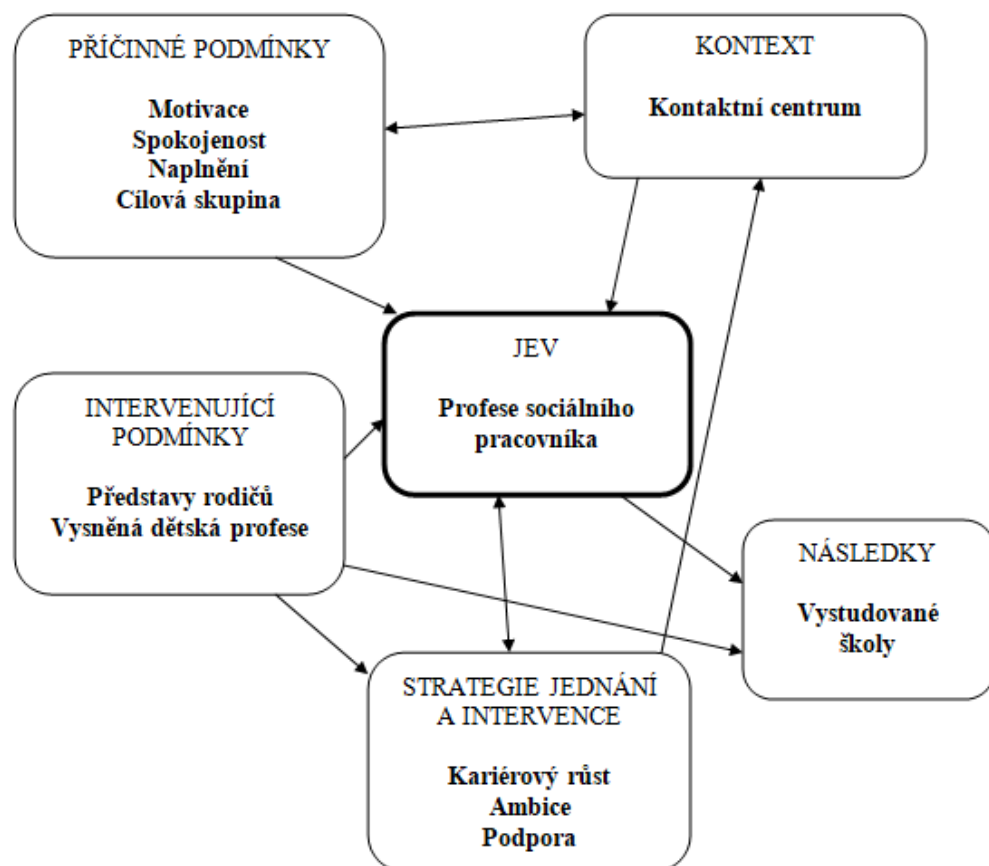 PŘÍČINNÉ PODMÍNKY
Motivace
Spokojenost
Naplnění
Cílová skupina
KONTEXT
Kontaktní centrum
JEV
Profese sociálního
pracovníka
INTERVENUJÍCÍ
PODMÍNKY
Představy rodičů
Vysněná dětská profese
NÁSLEDKY
Vystudované
školy
STRATEGIE JEDNÁNÍ
A INTERVENCE
Kariérový růst
Ambice
Podpora